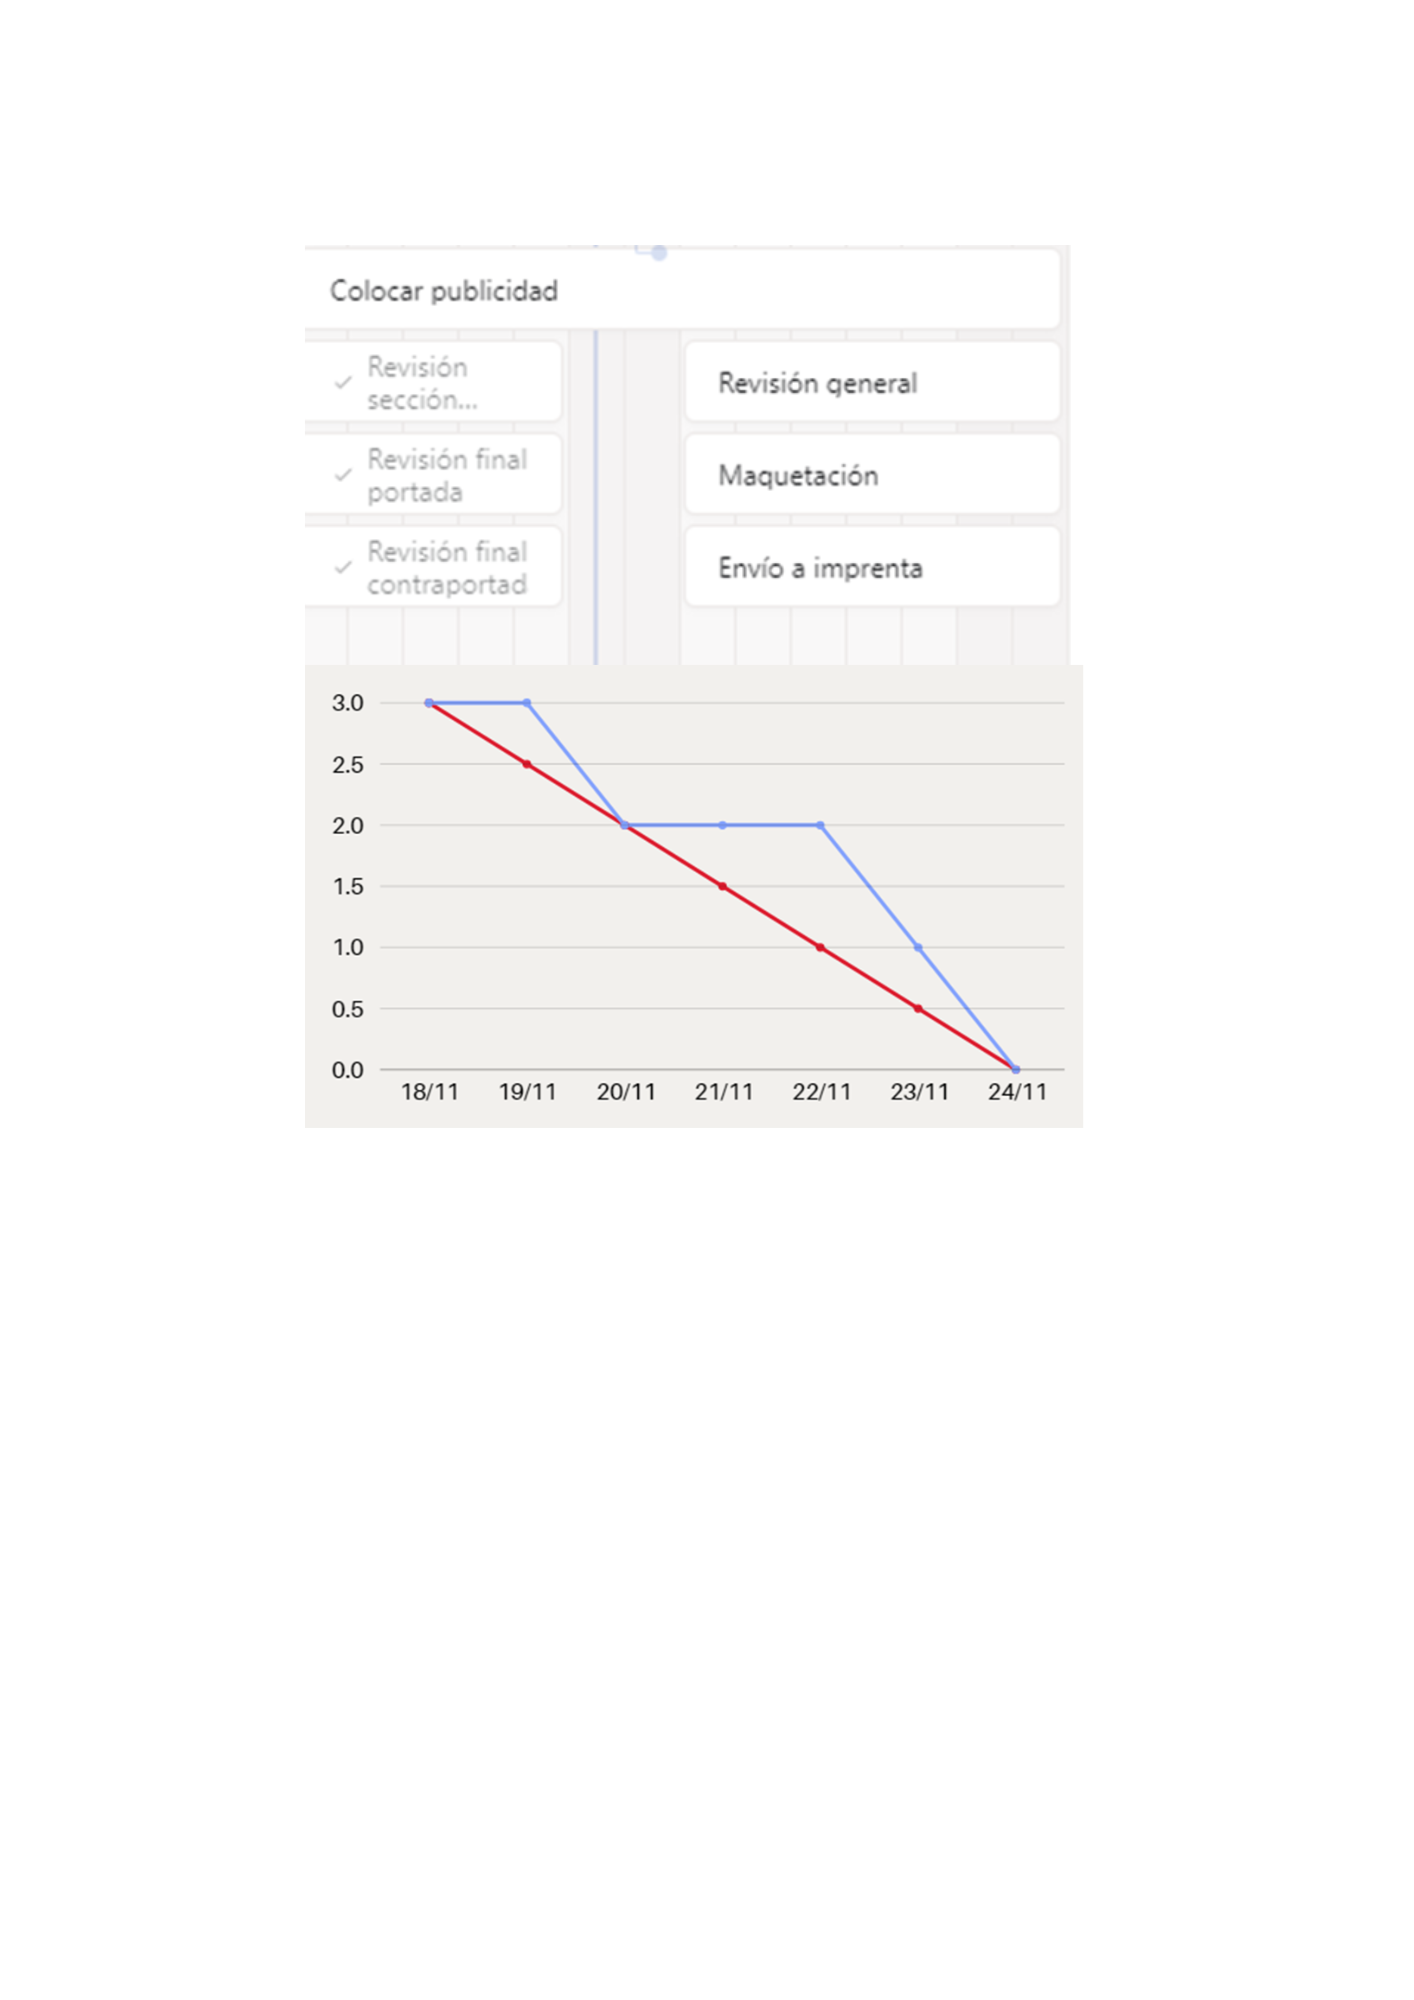 Colocar publicidad
Revisión
sección...
Revisión general
Revisión final
portada
Maquetación
Revisión final
contraportad
Envío a imprenta
3.0
2.5
2.0
1.5
1.0
0.5
0.0
18/11 19/11 20/11 21/11 22/11 23/11 24/11